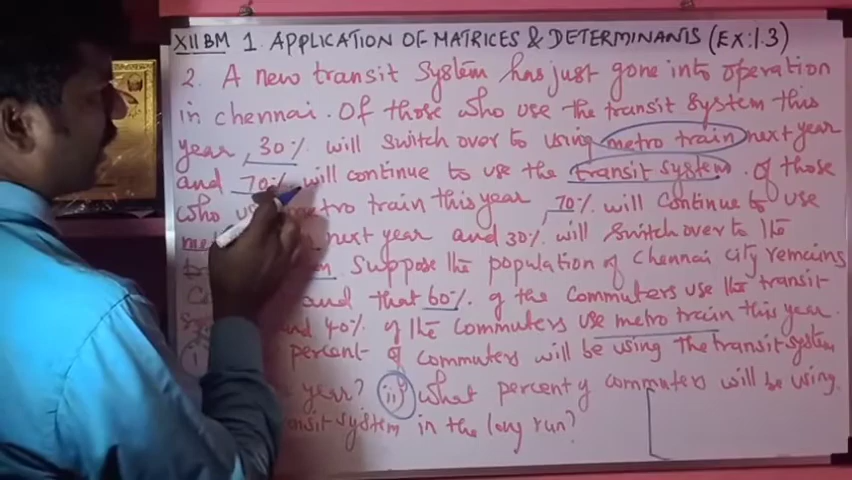 XII BM 1. APPLICATION OF MATRICES & DETERMINANTS (EX:1.3)
2. A new transit system has just gone into operation
in chennai. Of those who use the transit system this
year, 30% will switch over to using metro train next year
and 70% will continue to use the transit system. Of those
who metro train this year 70% will continue to use
next year and 30% will switch over to the
Suppose the population of Chennai city remains
and that 60% of the commuters use the transit
and 40% of the commuters use metro train this year.
percent of commuters will be using the transit system
year? ii) what percent of commuters will be using
system in the long run?